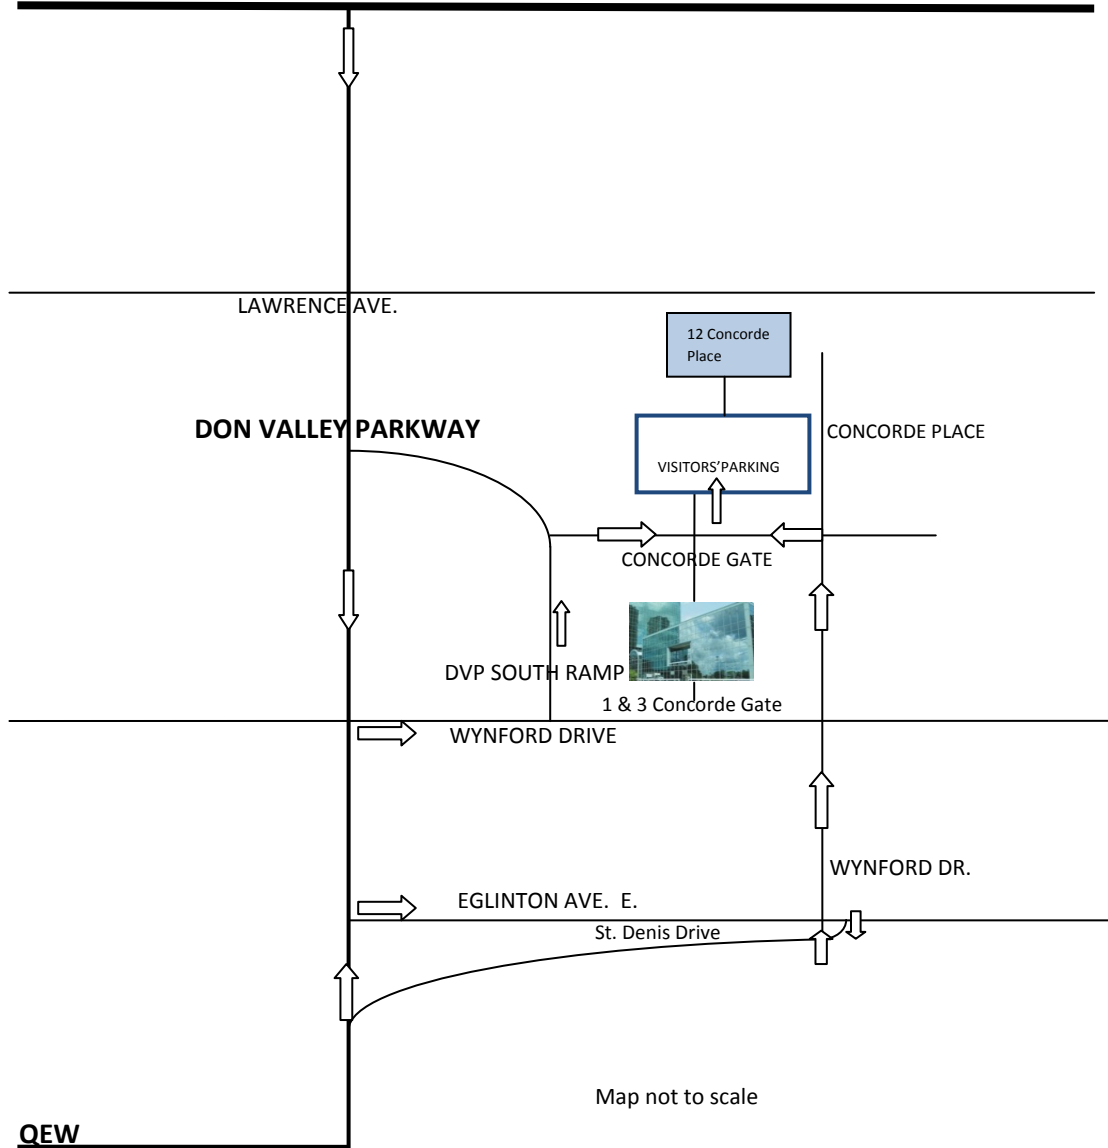 LAWRENCE AVE.
12 Concorde
Place
DON VALLEY PARKWAY
CONCORDE PLACE
VISITORS'PARKING
CONCORDE GATE
DVP SOUTH RAMP
1 & 3 Concorde Gate
WYNFORD DRIVE
WYNFORD DR.
EGLINTON AVE. E.
St. Denis Drive
Map not to scale
QEW